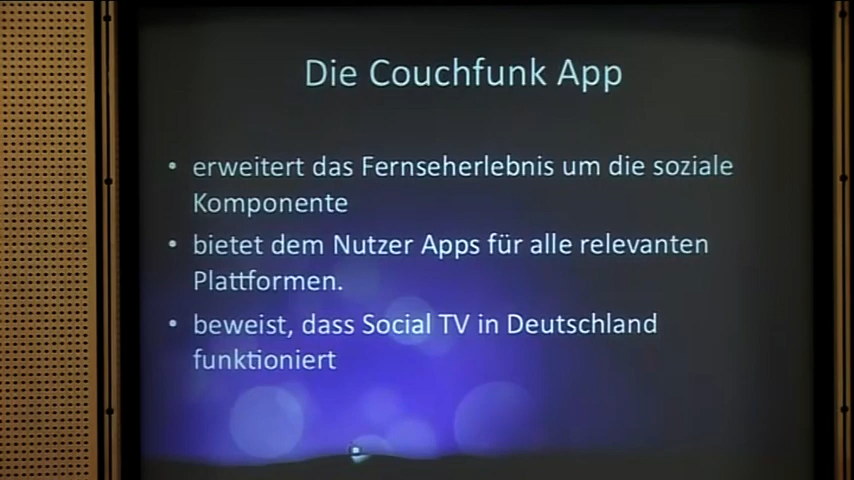 Die Couchfunk App
• erweitert das Fernseherlebnis um die soziale
Komponente
• bietet dem Nutzer Apps für alle relevanten
Plattformen.
• beweist, dass Social TV in Deutschland
funktioniert